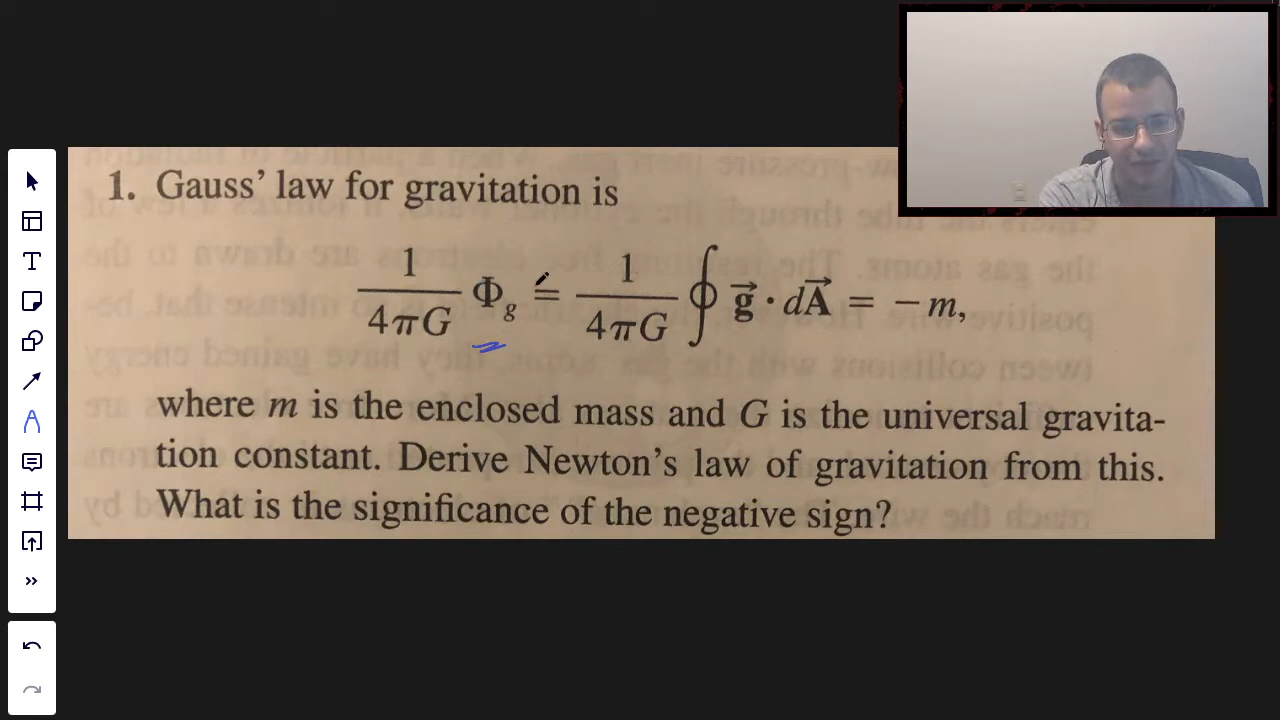 1. Gauss' law for gravitation is
1/4πG Φg = 1/4πG ∮ g⃗ · dA⃗ = −m,
where m is the enclosed mass and G is the universal gravita-
tion constant. Derive Newton's law of gravitation from this.
What is the significance of the negative sign?